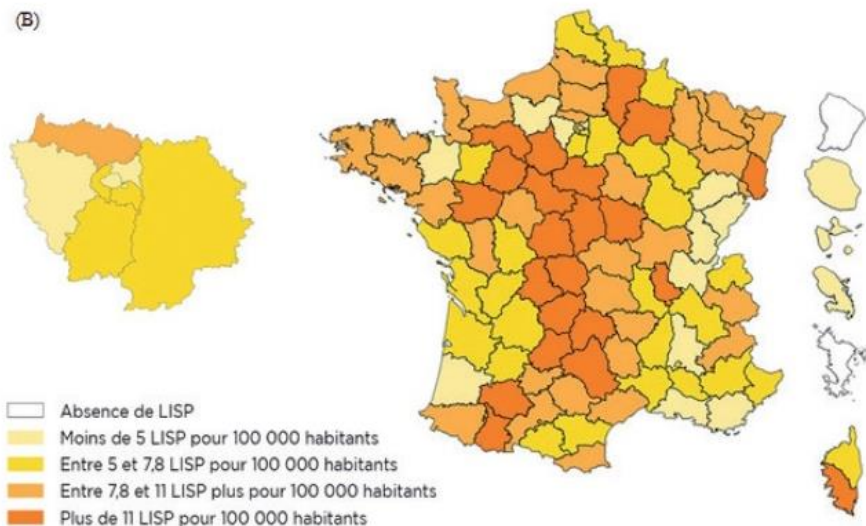 (B)
Absence de LISP
Moins de 5 LISP pour 100 000 habitants
Entre 5 et 7,8 LISP pour 100 000 habitants
Entre 7,8 et 11 LISP plus pour 100 000 habitants
Plus de 11 LISP pour 100 000 habitants